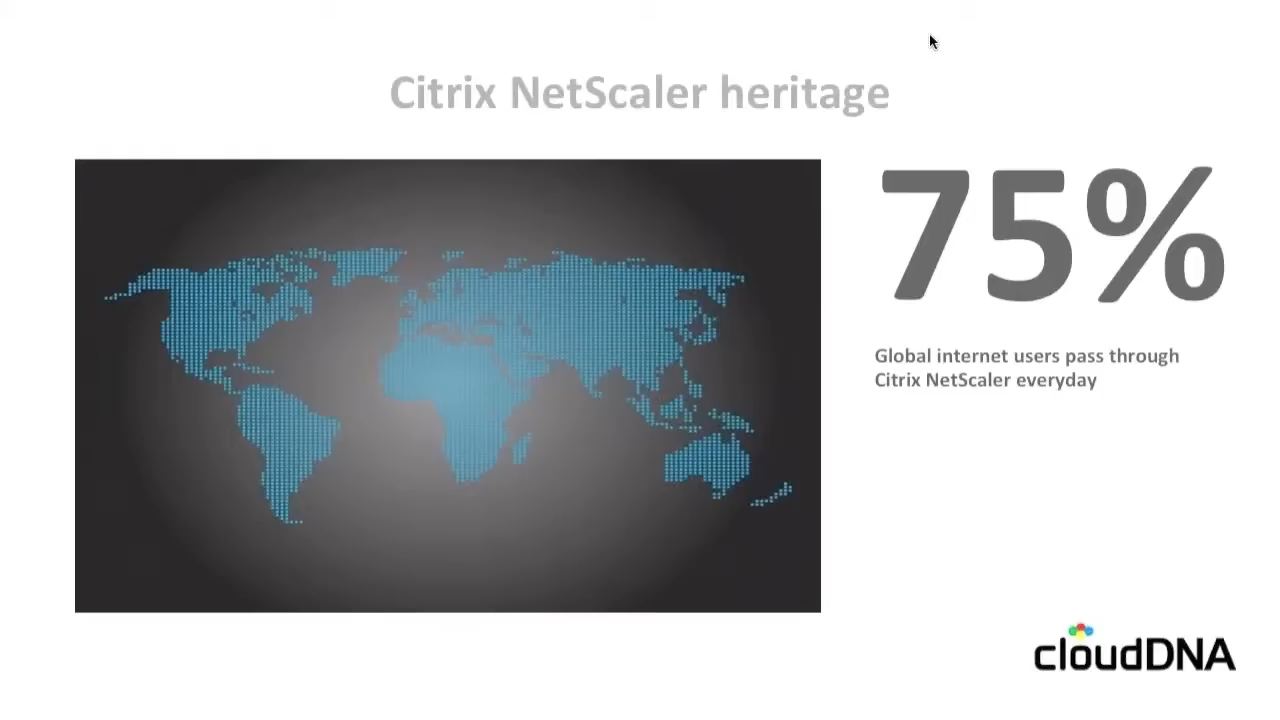 Citrix NetScaler heritage
75%
Global internet users pass through
Citrix NetScaler everyday
cloudDNA